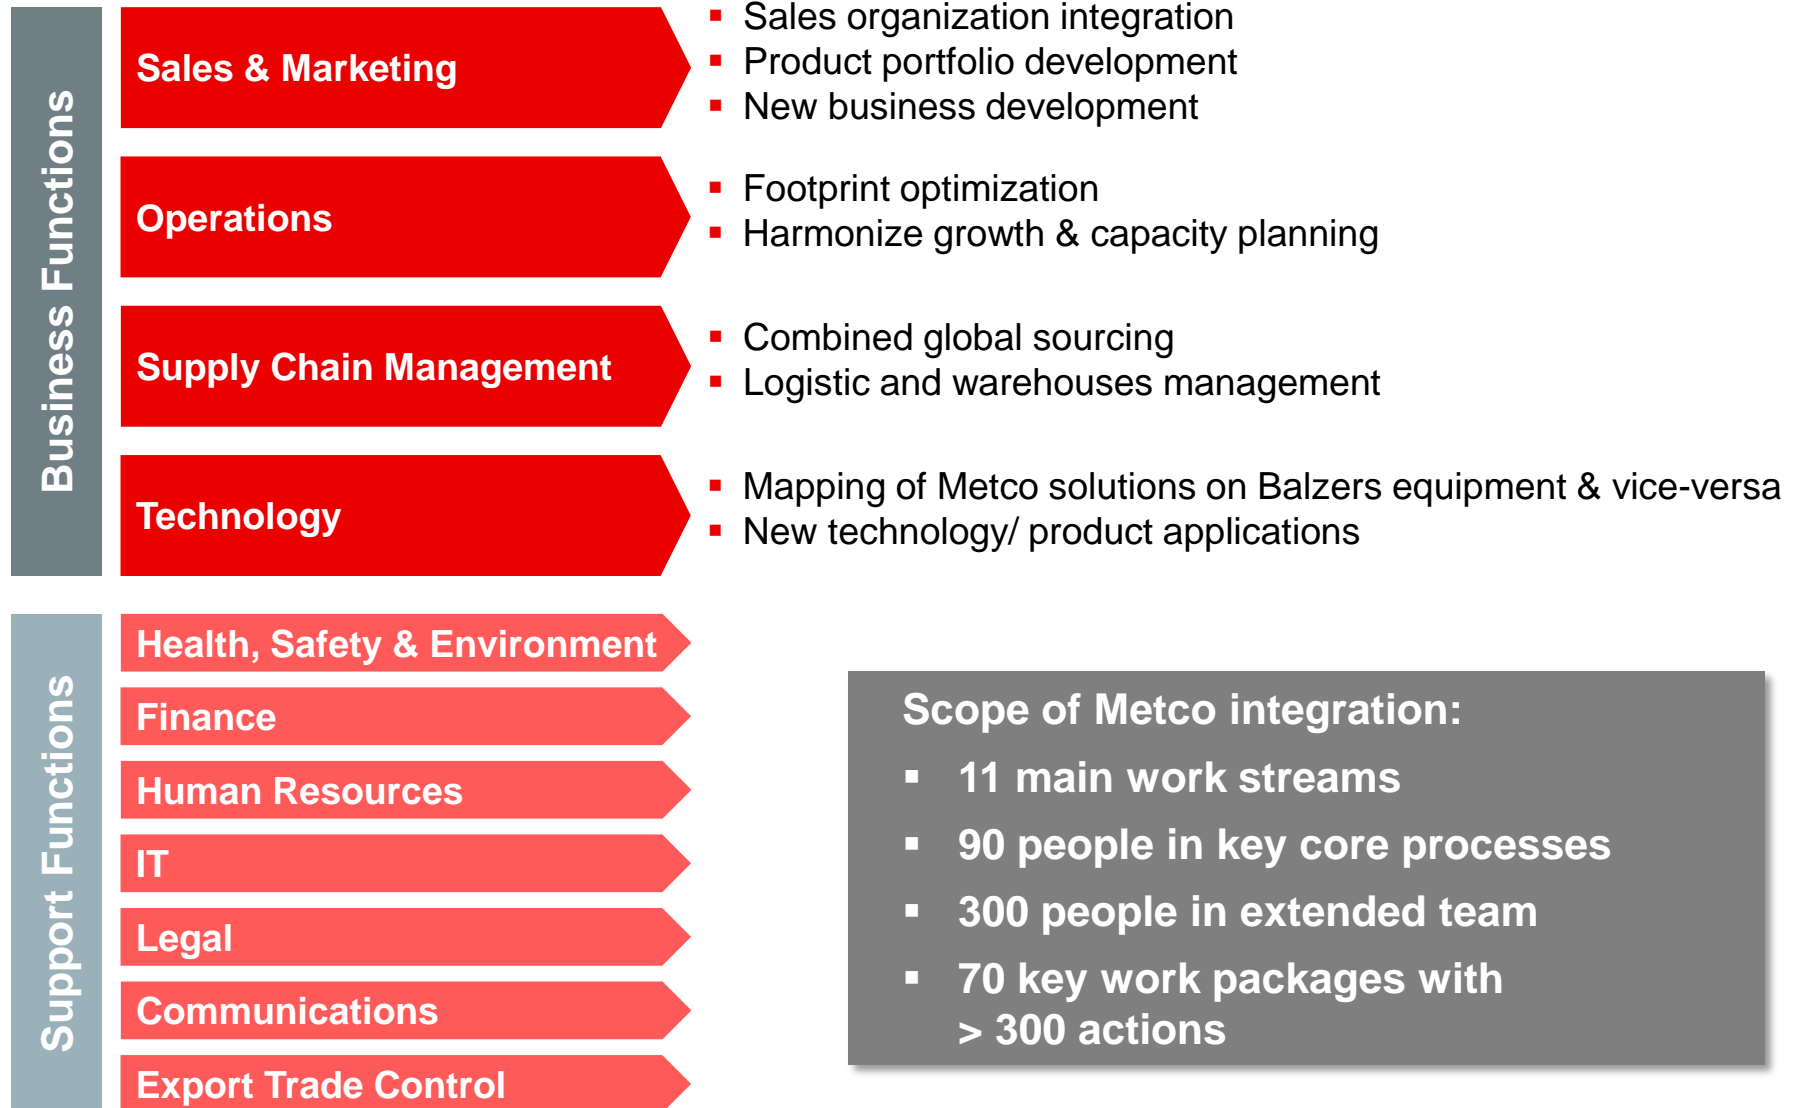 Business Functions
Sales & Marketing
▪ Sales organization integration
▪ Product portfolio development
▪ New business development
Operations
▪ Footprint optimization
▪ Harmonize growth & capacity planning
Supply Chain Management
▪ Combined global sourcing
▪ Logistic and warehouses management
Technology
▪ Mapping of Metco solutions on Balzers equipment & vice-versa
▪ New technology/ product applications
Support Functions
Health, Safety & Environment
Finance
Human Resources
IT
Legal
Communications
Export Trade Control
Scope of Metco integration:
▪ 11 main work streams
▪ 90 people in key core processes
▪ 300 people in extended team
▪ 70 key work packages with
> 300 actions